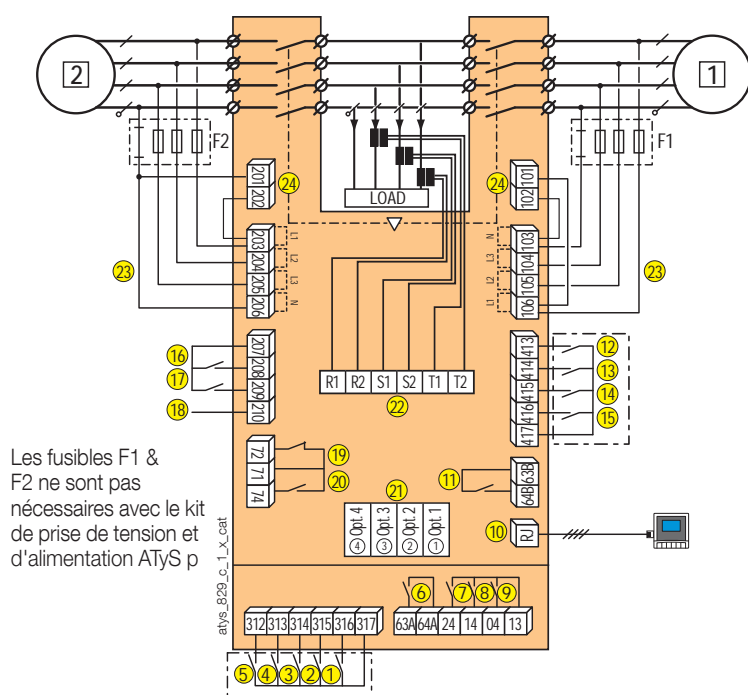 2
1
F2
F1
201
202
24
24
101
102
LOAD
203
204
205
206
L1
L2
L3
N
N
L3
L2
L1
103
104
105
106
23
23
207
208
209
210
16
17
18
413
414
415
416
417
12
13
14
15
R1 R2 S1 S2 T1 T2
22
72
71
74
19
20
11
63B
64B
21
4 Opt. 4
3 Opt. 3
2 Opt. 2
1 Opt. 1
10
RJ
Les fusibles F1 &
F2 ne sont pas
nécessaires avec le kit
de prise de tension et
d'alimentation ATyS p
atys_829_c_1_x_cat
6 7 8 9
312 313 314 315 316 317
63A 64A 24 14 04 13
5 4 3 2 1